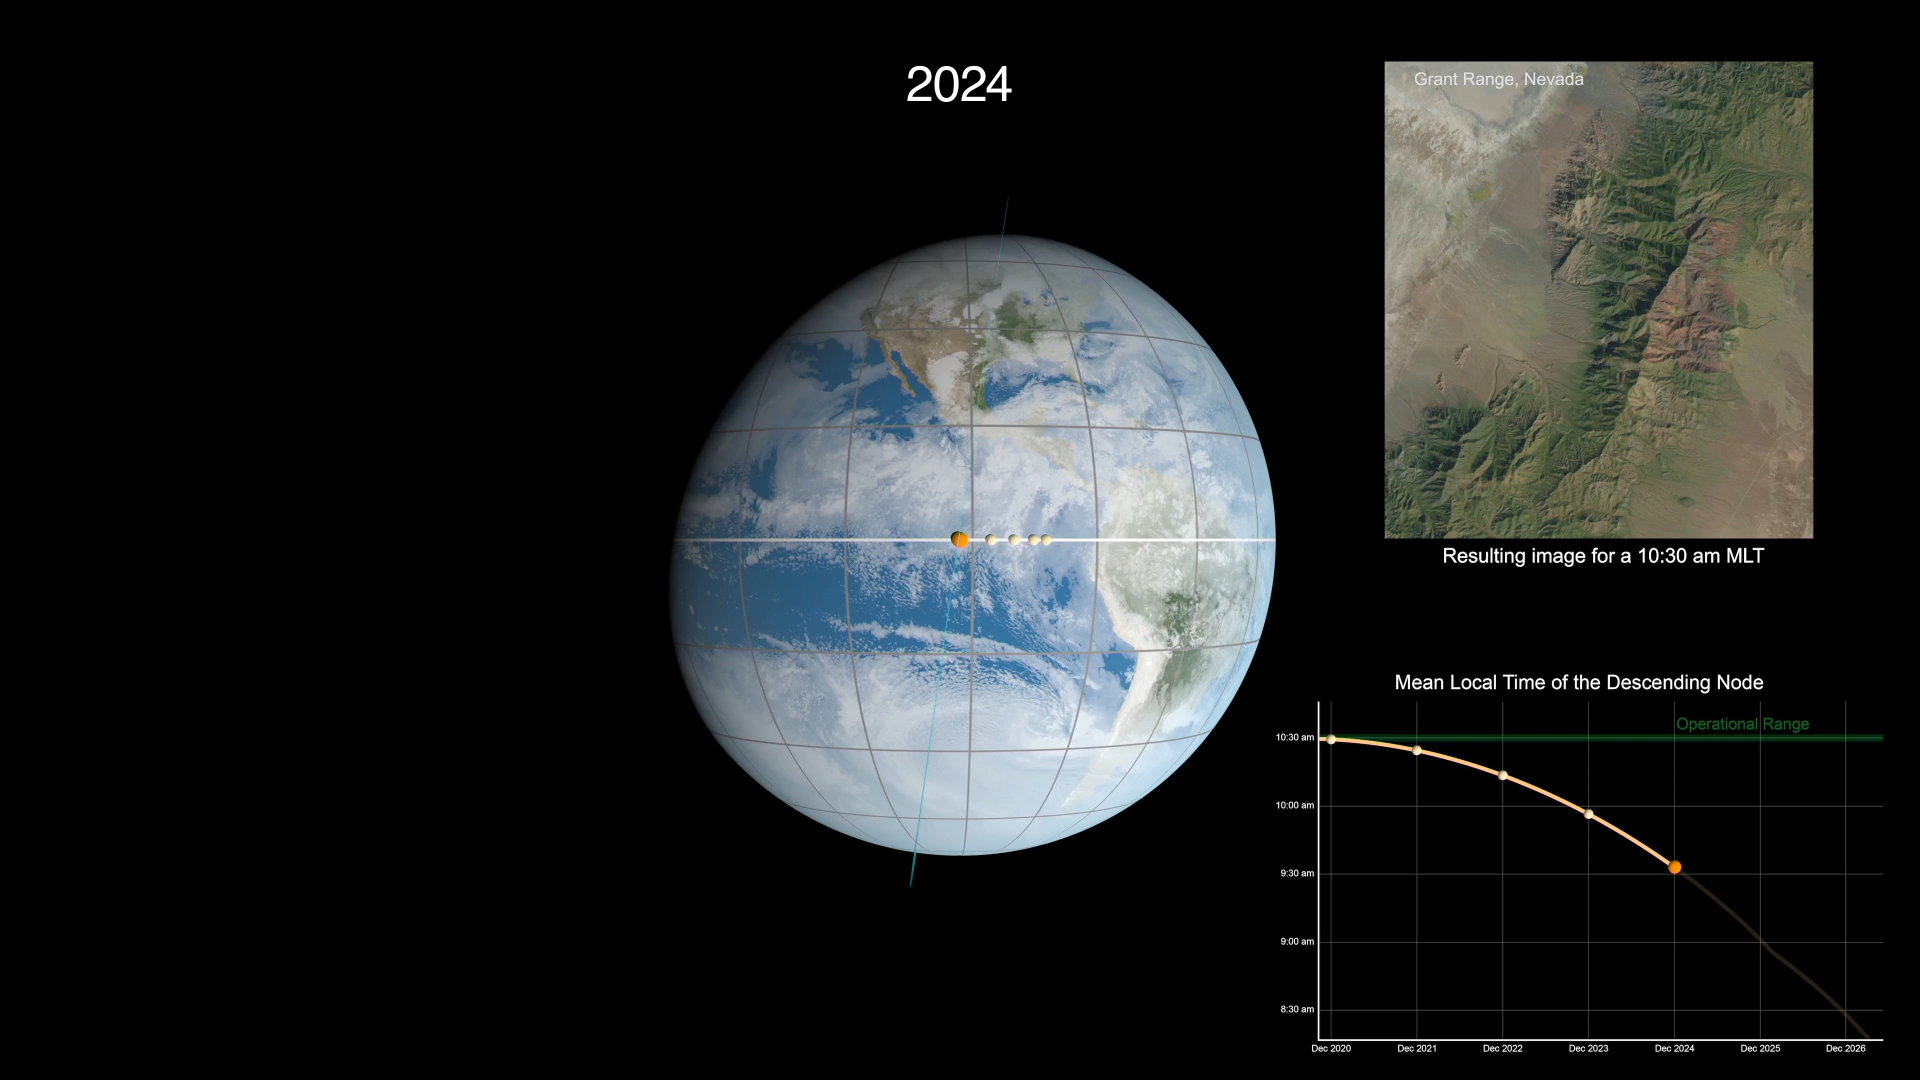 2024
Grant Range, Nevada
Resulting image for a 10:30 am MLT
Mean Local Time of the Descending Node
Operational Range
10:30 am
10:00 am
9:30 am
9:00 am
8:30 am
Dec 2020 Dec 2021 Dec 2022 Dec 2023 Dec 2024 Dec 2025 Dec 2026